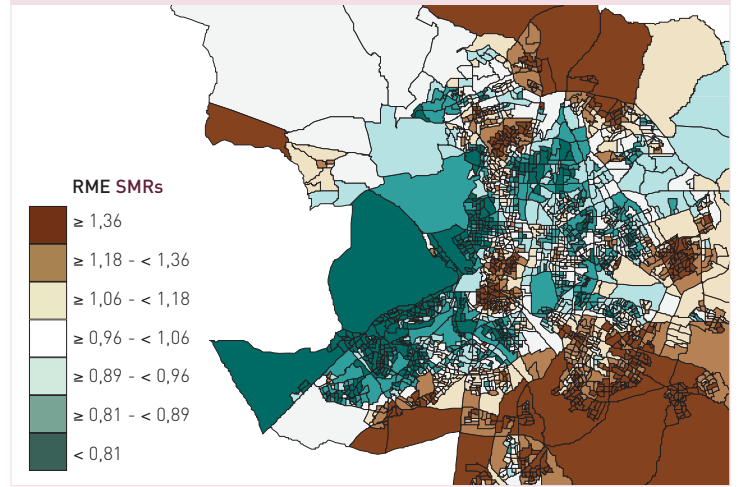 RME SMRs
≥ 1,36
≥ 1,18 - < 1,36
≥ 1,06 - < 1,18
≥ 0,96 - < 1,06
≥ 0,89 - < 0,96
≥ 0,81 - < 0,89
< 0,81